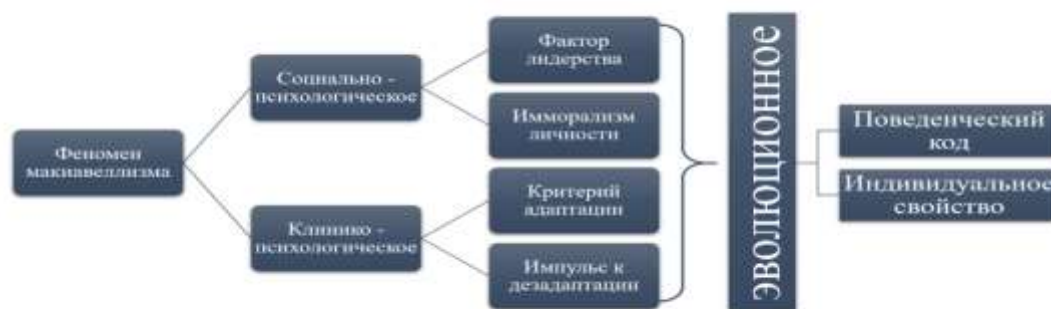 Феномен
макиавеллизма
Социально -
психологическое
Клинико -
психологическое
Фактор
лидерства
Имморализм
личности
Критерий
адаптации
Импульс к
дезадаптации
ЭВОЛЮЦИОННОЕ
Поведенческий
код
Индивидуальное
свойство